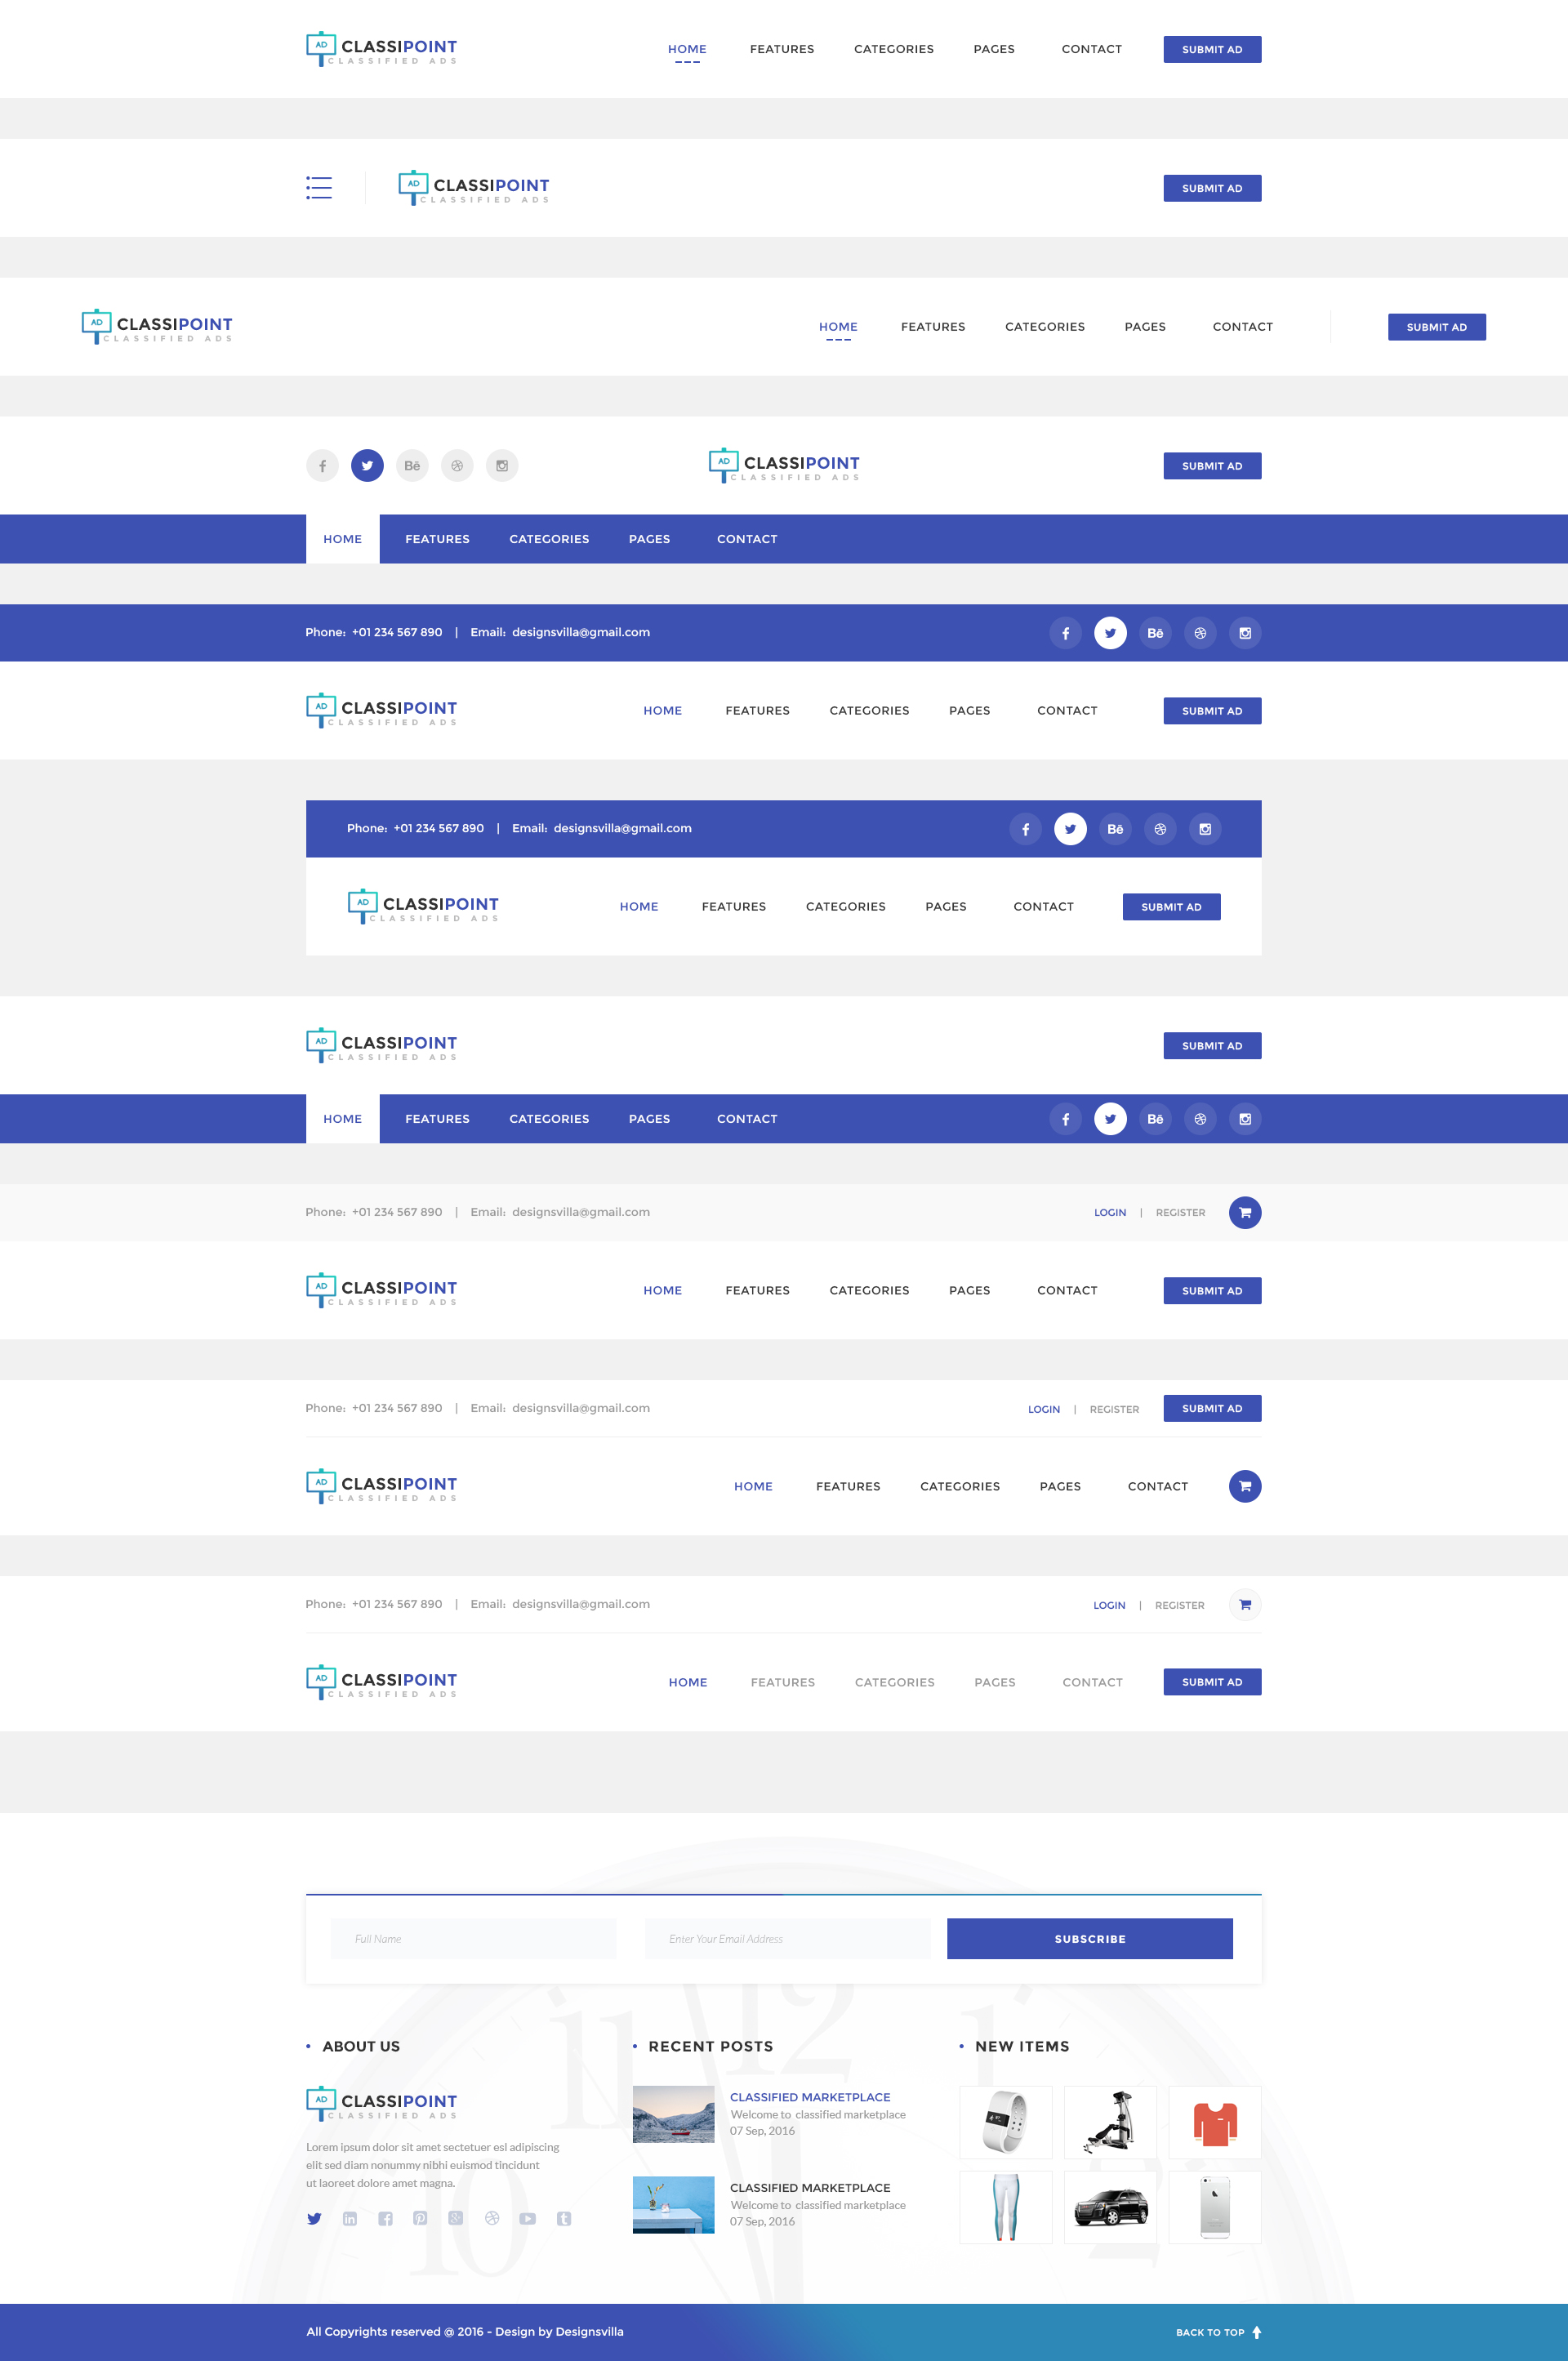 AD CLASSIPOINT HOME FEATURES CATEGORIES PAGES CONTACT SUBMIT AD
CLASSIFIED ADS
AD CLASSIPOINT SUBMIT AD
CLASSIFIED ADS
AD CLASSIPOINT HOME FEATURES CATEGORIES PAGES CONTACT SUBMIT AD
CLASSIFIED ADS
Bē AD CLASSIPOINT SUBMIT AD
CLASSIFIED ADS
HOME FEATURES CATEGORIES PAGES CONTACT
Phone: +01 234 567 890 | Email: designsvilla@gmail.com Bē
AD CLASSIPOINT HOME FEATURES CATEGORIES PAGES CONTACT SUBMIT AD
CLASSIFIED ADS
Phone: +01 234 567 890 | Email: designsvilla@gmail.com Bē
AD CLASSIPOINT HOME FEATURES CATEGORIES PAGES CONTACT SUBMIT AD
CLASSIFIED ADS
AD CLASSIPOINT SUBMIT AD
CLASSIFIED ADS
HOME FEATURES CATEGORIES PAGES CONTACT Bē
Phone: +01 234 567 890 | Email: designsvilla@gmail.com LOGIN | REGISTER
AD CLASSIPOINT HOME FEATURES CATEGORIES PAGES CONTACT SUBMIT AD
CLASSIFIED ADS
Phone: +01 234 567 890 | Email: designsvilla@gmail.com LOGIN | REGISTER SUBMIT AD
AD CLASSIPOINT HOME FEATURES CATEGORIES PAGES CONTACT
CLASSIFIED ADS
Phone: +01 234 567 890 | Email: designsvilla@gmail.com LOGIN | REGISTER
AD CLASSIPOINT HOME FEATURES CATEGORIES PAGES CONTACT SUBMIT AD
CLASSIFIED ADS
Full Name Enter Your Email Address SUBSCRIBE
11 12 1
10 2
ABOUT US
AD CLASSIPOINT
CLASSIFIED ADS
Lorem ipsum dolor sit amet sectetuer esl adipiscing
elit sed diam nonummy nibhi euismod tincidunt
ut laoreet dolore amet magna.
RECENT POSTS
CLASSIFIED MARKETPLACE
Welcome to classified marketplace
07 Sep, 2016
CLASSIFIED MARKETPLACE
Welcome to classified marketplace
07 Sep, 2016
NEW ITEMS
All Copyrights reserved @ 2016 - Design by Designsvilla BACK TO TOP